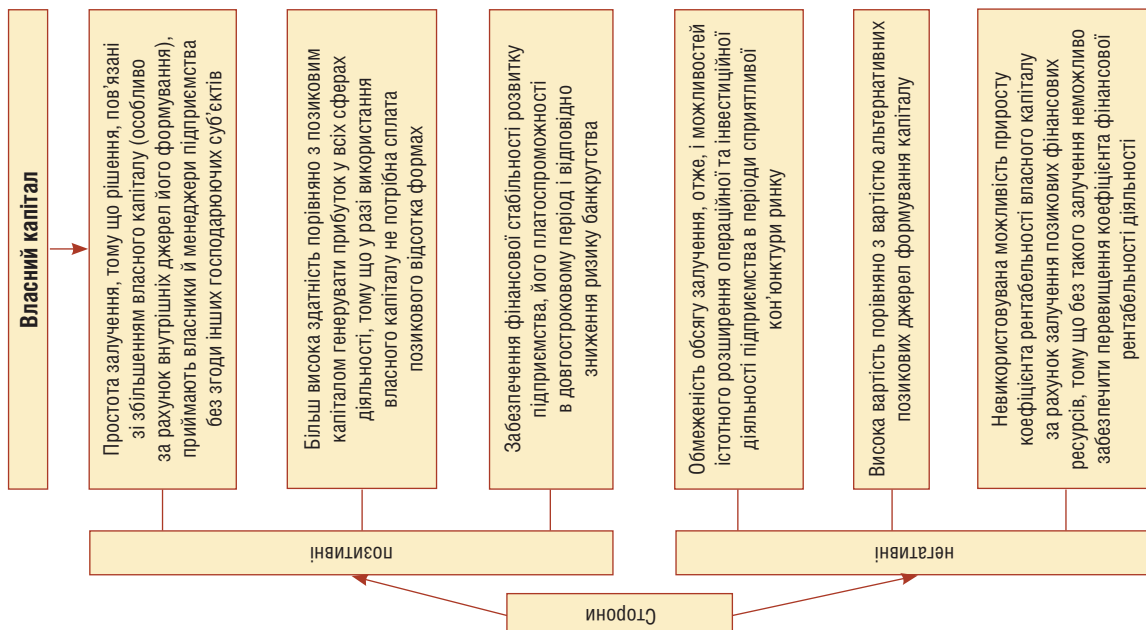 Власний капітал
Сторони
позитивні
Простота залучення, тому що рішення, пов’язані
зі збільшенням власного капіталу (особливо
за рахунок внутрішніх джерел його формування),
приймають власники й менеджери підприємства
без згоди інших господарюючих суб’єктів
Більш висока здатність порівняно з позиковим
капіталом генерувати прибуток у всіх сферах
діяльності, тому що у разі використання
власного капіталу не потрібна сплата
позикового відсотка формах
Забезпечення фінансової стабільності розвитку
підприємства, його платоспроможності
в довгостроковому період і відповідно
зниження ризику банкрутства
негативні
Обмеженість обсягу залучення, отже, і можливостей
істотного розширення операційної та інвестиційної
діяльності підприємства в періоди сприятливої
кон’юнктури ринку
Висока вартість порівняно з вартістю альтернативних
позикових джерел формування капіталу
Невикористовувана можливість приросту
коефіцієнта рентабельності власного капіталу
за рахунок залучення позикових фінансових
ресурсів, тому що без такого залучення неможливо
забезпечити перевищення коефіцієнта фінансової
рентабельності діяльності